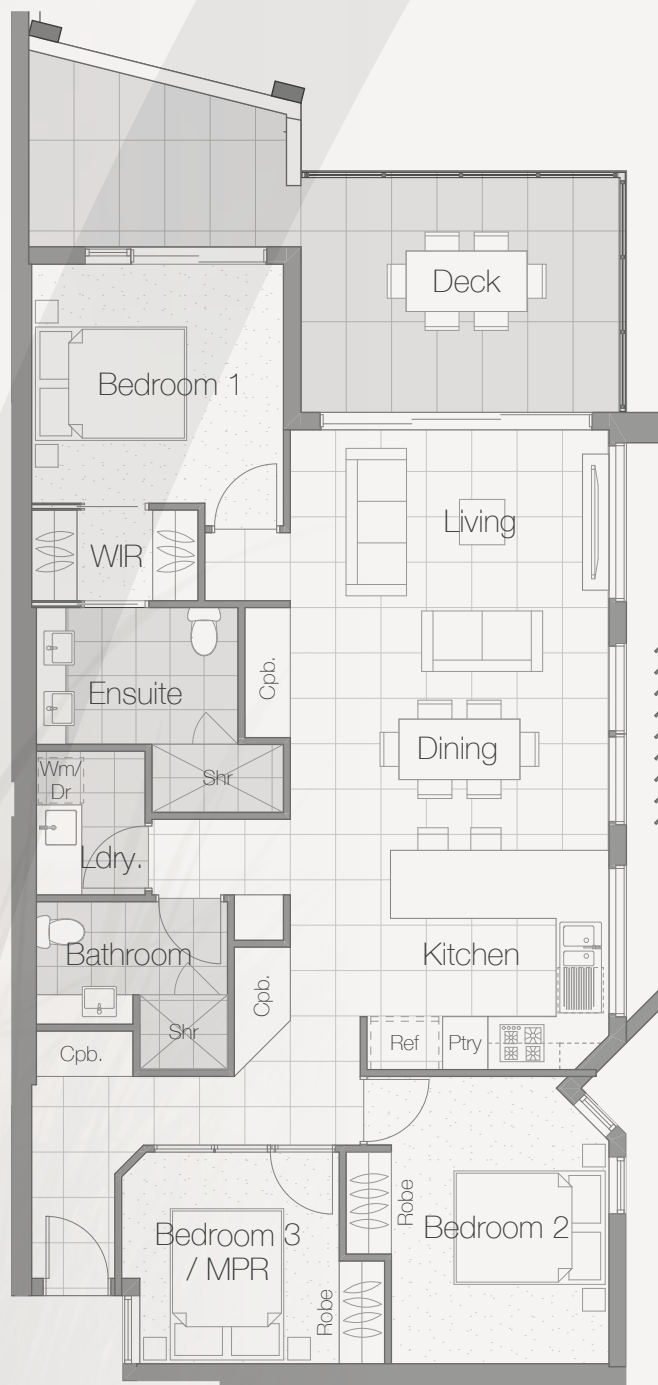 Deck
Bedroom 1
Living
WIR
Cpb.
Ensuite
Dining
Wm/
Dr
Shr
Ldry.
Bathroom
Kitchen
Cpb.
Shr
Ref
Ptry
Cpb.
Robe
Bedroom 2
Bedroom 3
/ MPR
Robe